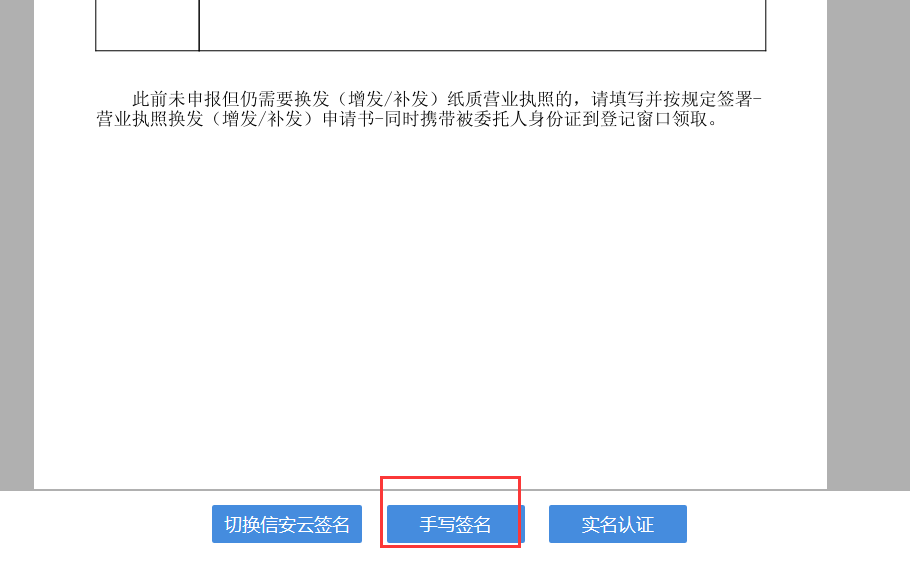 此前未申报但仍需要换发（增发/补发）纸质营业执照的，请填写并按规定签署-
营业执照换发（增发/补发）申请书-同时携带被委托人身份证到登记窗口领取。
切换信安云签名 手写签名 实名认证